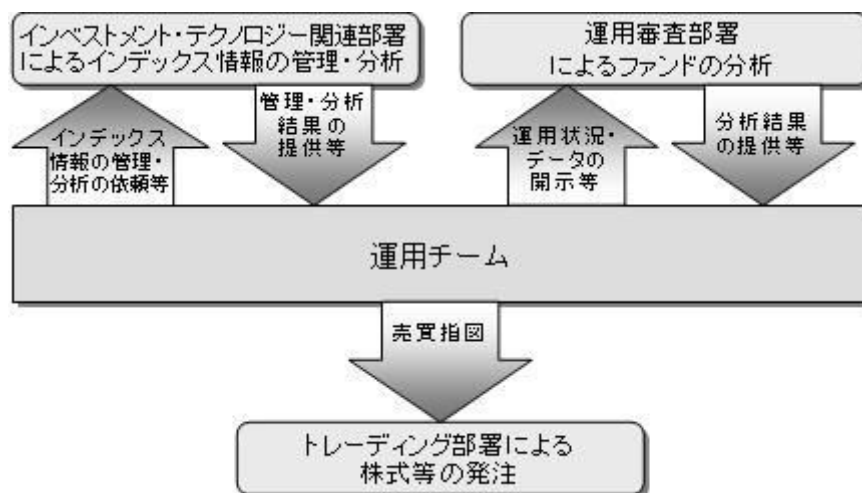 インベストメント・テクノロジー関連部署
によるインデックス情報の管理・分析
運用審査部署
によるファンドの分析
インデックス
情報の管理・
分析の依頼等
管理・分析
結果の
提供等
運用状況・
データの
開示等
分析結果
の提供等
運用チーム
売買指図
トレーディング部署による
株式等の発注